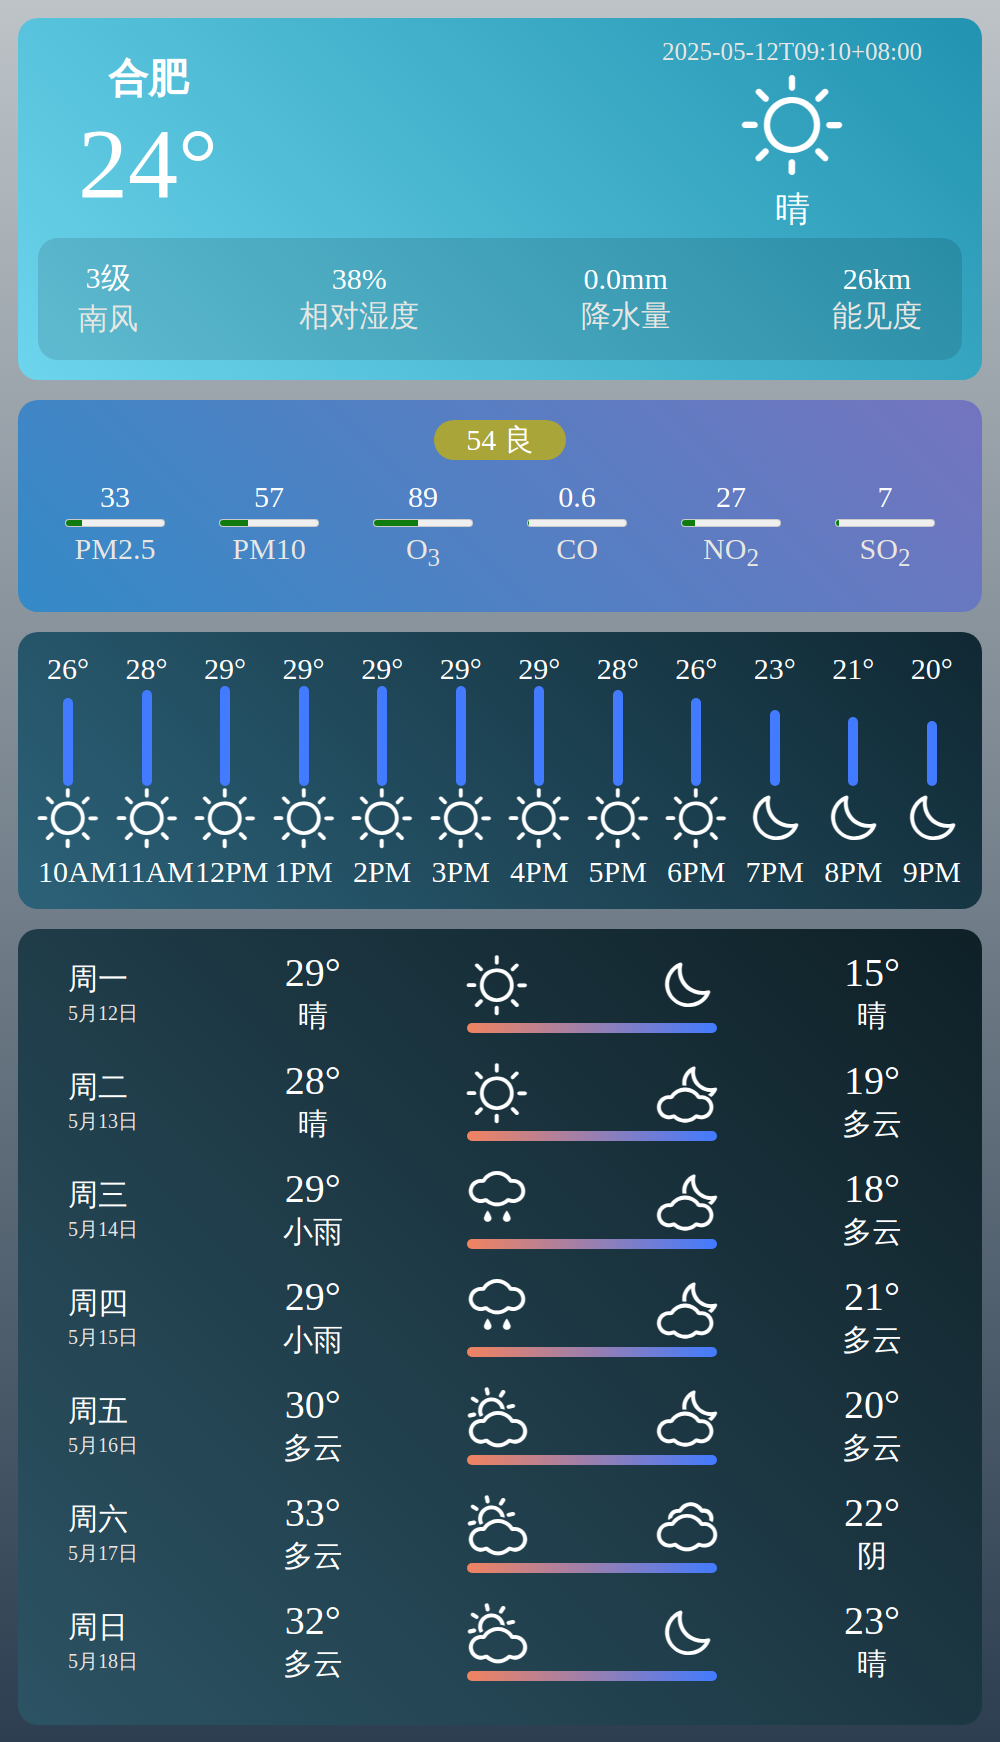 合肥
24°
2025-05-12T09:10+08:00
晴
3级 38% 0.0mm 26km
南风 相对湿度 降水量 能见度
54 良
33 57 89 0.6 27 7
PM2.5 PM10 O3 CO NO2 SO2
26° 28° 29° 29° 29° 29° 29° 28° 26° 23° 21° 20°
10AM 11AM 12PM 1PM 2PM 3PM 4PM 5PM 6PM 7PM 8PM 9PM
周一 29° 15°
5月12日 晴 晴
周二 28° 19°
5月13日 晴 多云
周三 29° 18°
5月14日 小雨 多云
周四 29° 21°
5月15日 小雨 多云
周五 30° 20°
5月16日 多云 多云
周六 33° 22°
5月17日 多云 阴
周日 32° 23°
5月18日 多云 晴